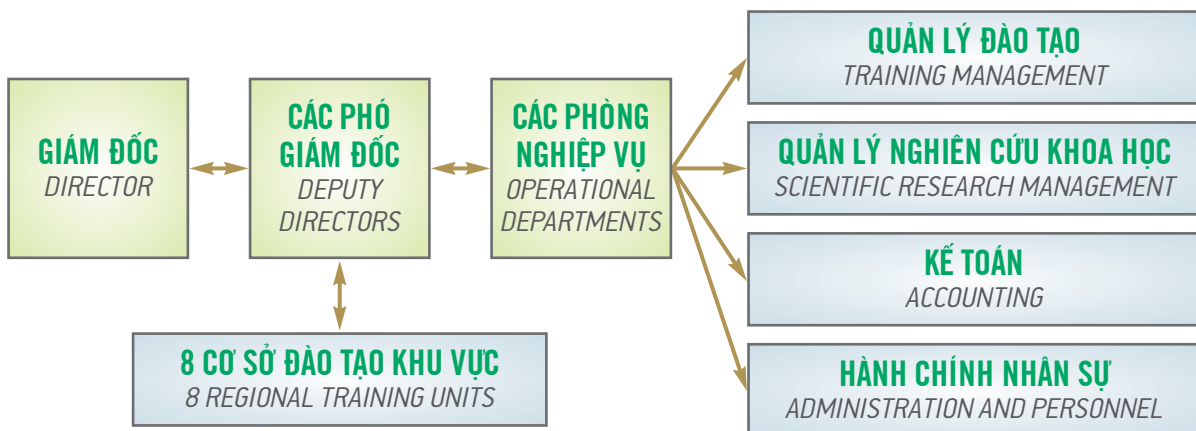 GIÁM ĐỐC
DIRECTOR
CÁC PHÓ
GIÁM ĐỐC
DEPUTY
DIRECTORS
CÁC PHÒNG
NGHIỆP VỤ
OPERATIONAL
DEPARTMENTS
QUẢN LÝ ĐÀO TẠO
TRAINING MANAGEMENT
QUẢN LÝ NGHIÊN CỨU KHOA HỌC
SCIENTIFIC RESEARCH MANAGEMENT
KẾ TOÁN
ACCOUNTING
HÀNH CHÍNH NHÂN SỰ
ADMINISTRATION AND PERSONNEL
8 CƠ SỞ ĐÀO TẠO KHU VỰC
8 REGIONAL TRAINING UNITS